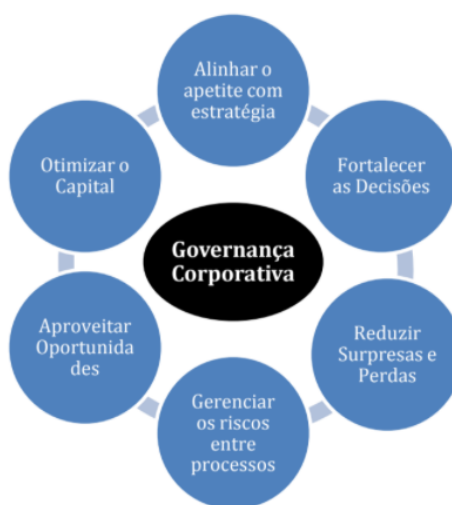 Alinhar o
apetite com
estratégia
Fortalecer
as Decisões
Reduzir
Surpresas e
Perdas
Gerenciar
os riscos
entre
processos
Aproveitar
Oportunida
des
Otimizar o
Capital
Governança
Corporativa